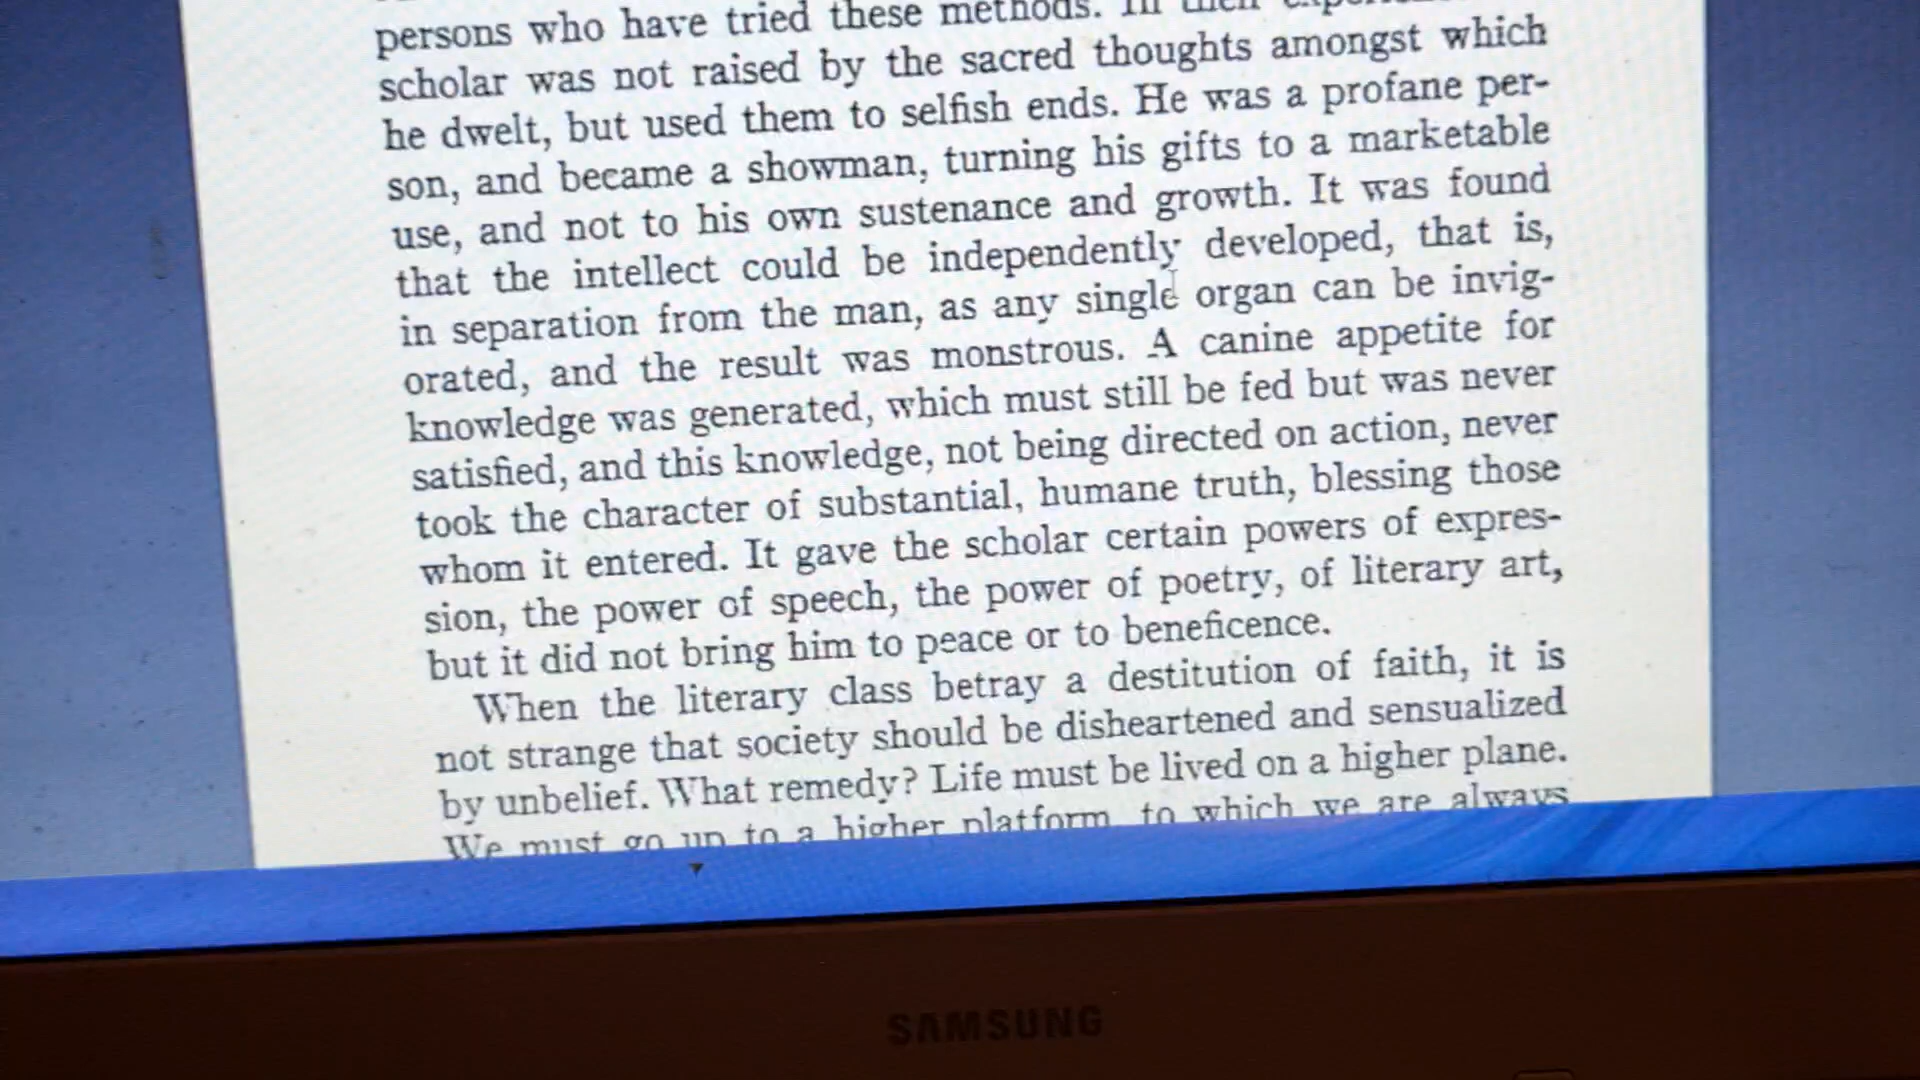 persons who have tried these methods. In their
scholar was not raised by the sacred thoughts amongst which
he dwelt, but used them to selfish ends. He was a profane per-
son, and became a showman, turning his gifts to a marketable
use, and not to his own sustenance and growth. It was found
that the intellect could be independently developed, that is,
in separation from the man, as any single organ can be invig-
orated, and the result was monstrous. A canine appetite for
knowledge was generated, which must still be fed but was never
satisfied, and this knowledge, not being directed on action, never
took the character of substantial, humane truth, blessing those
whom it entered. It gave the scholar certain powers of expres-
sion, the power of speech, the power of poetry, of literary art,
but it did not bring him to peace or to beneficence.
When the literary class betray a destitution of faith, it is
not strange that society should be disheartened and sensualized
by unbelief. What remedy? Life must be lived on a higher plane.
We must go up to a higher platform, to which we are always
SAMSUNG